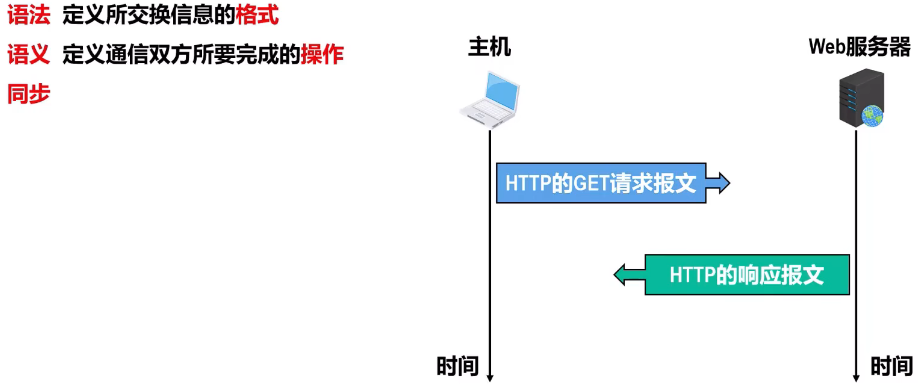 语法 定义所交换信息的格式
语义 定义通信双方所要完成的操作
同步
主机
Web服务器
HTTP的GET请求报文
HTTP的响应报文
时间
时间